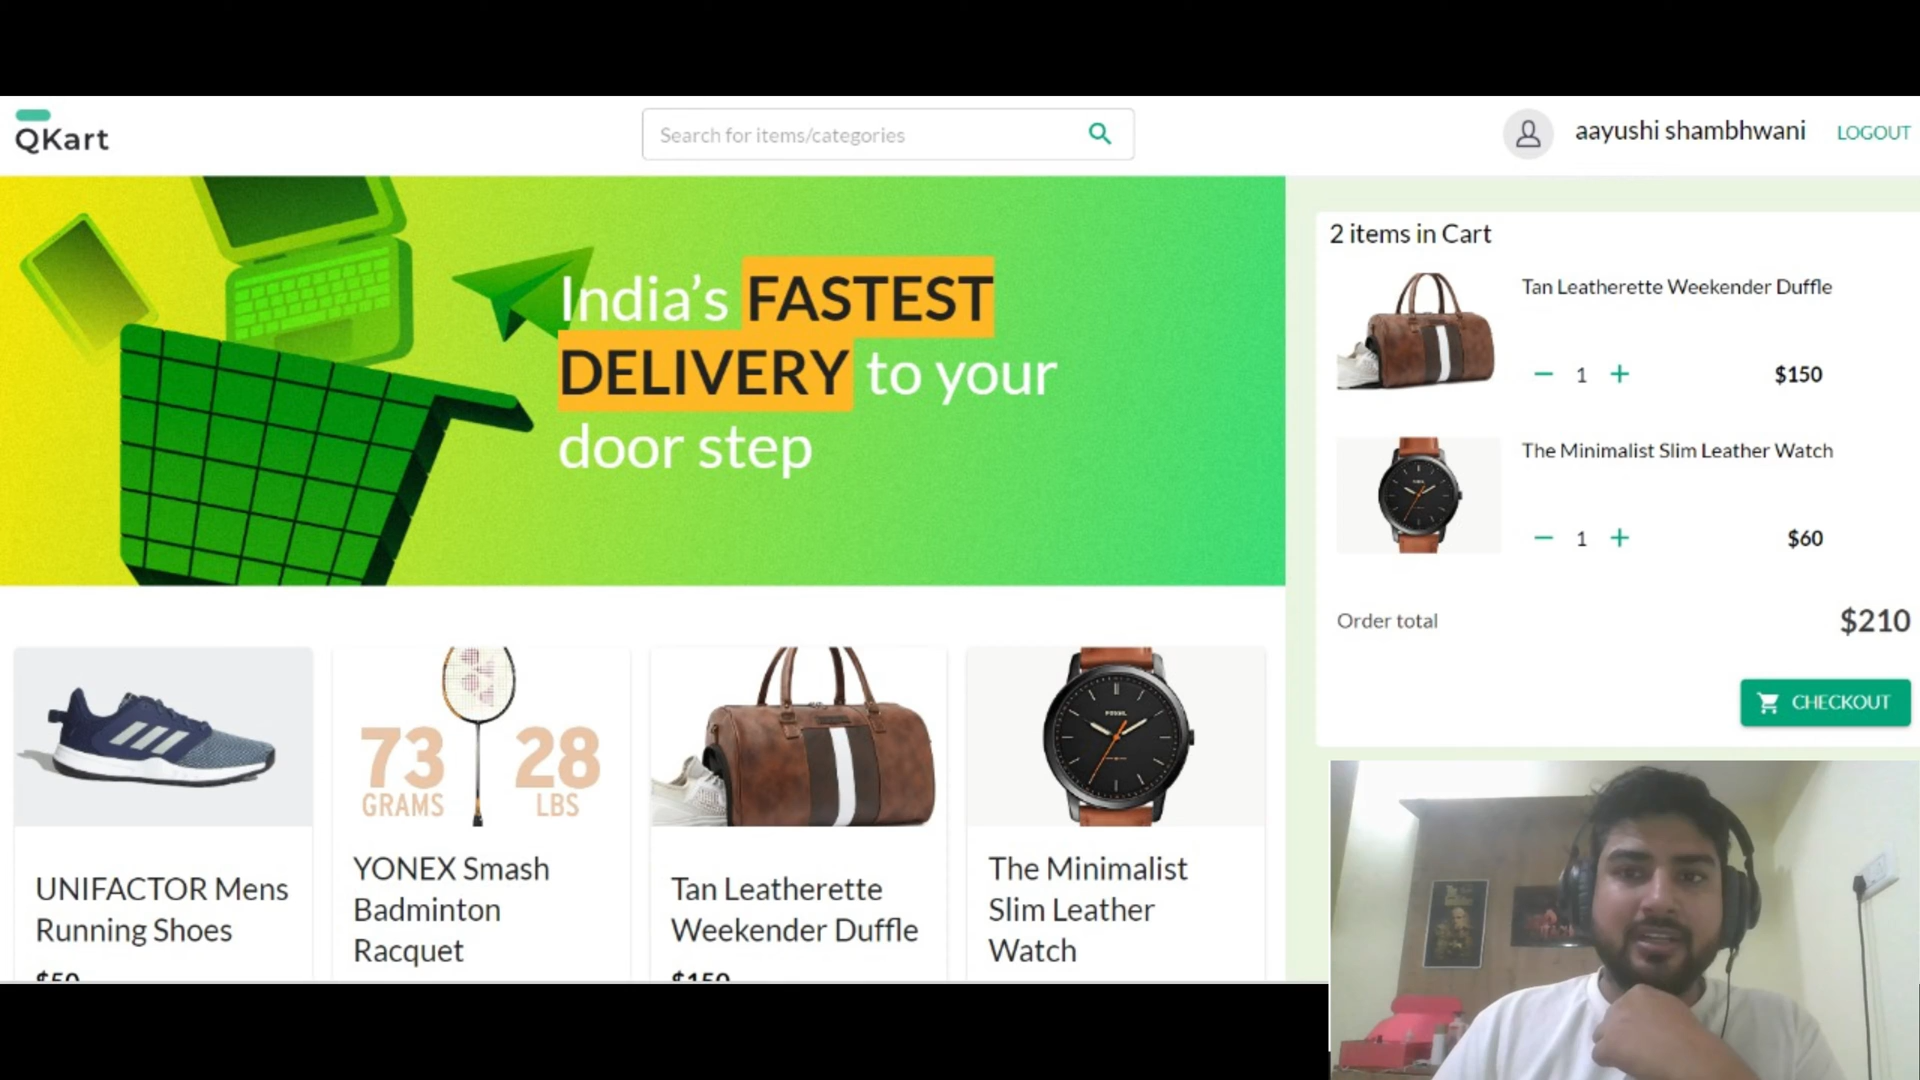 QKart
Search for items/categories
aayushi shambhwani
LOGOUT
India's FASTEST
DELIVERY to your
door step
2 items in Cart
Tan Leatherette Weekender Duffle
1
$150
The Minimalist Slim Leather Watch
1
$60
Order total
$210
CHECKOUT
73
GRAMS
28
LBS
FOSSIL
UNIFACTOR Mens
Running Shoes
$50
YONEX Smash
Badminton
Racquet
Tan Leatherette
Weekender Duffle
$150
The Minimalist
Slim Leather
Watch